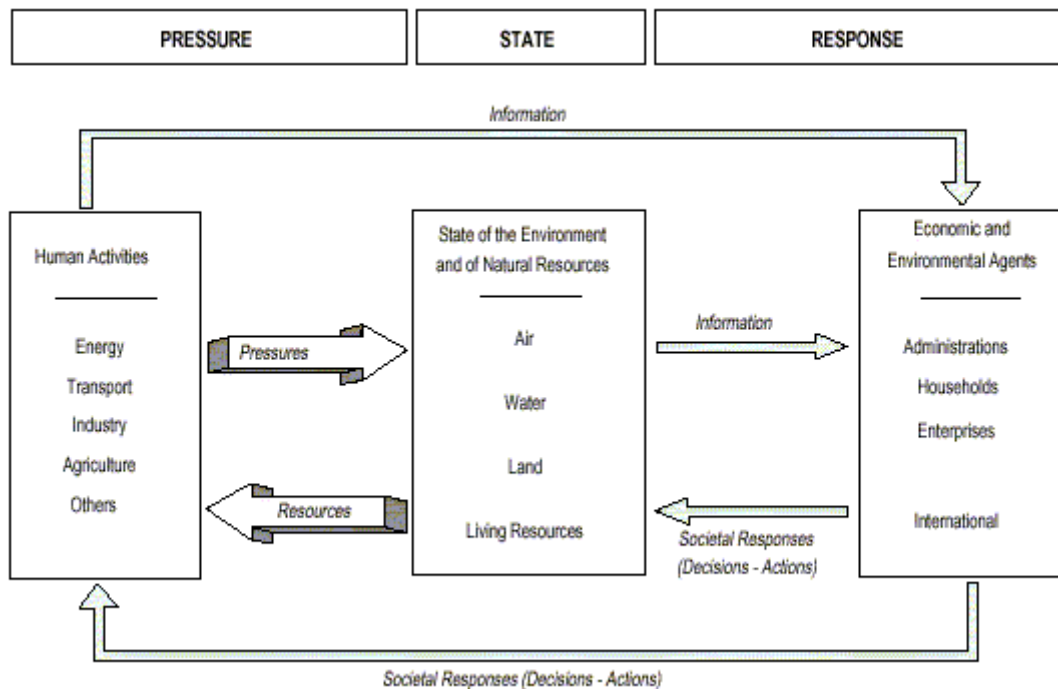 PRESSURE
STATE
RESPONSE
Information
Human Activities
Energy
Transport
Industry
Agriculture
Others
Pressures
Resources
State of the Environment
and of Natural Resources
Air
Water
Land
Living Resources
Information
Societal Responses
(Decisions - Actions)
Economic and
Environmental Agents
Administrations
Households
Enterprises
International
Societal Responses (Decisions - Actions)